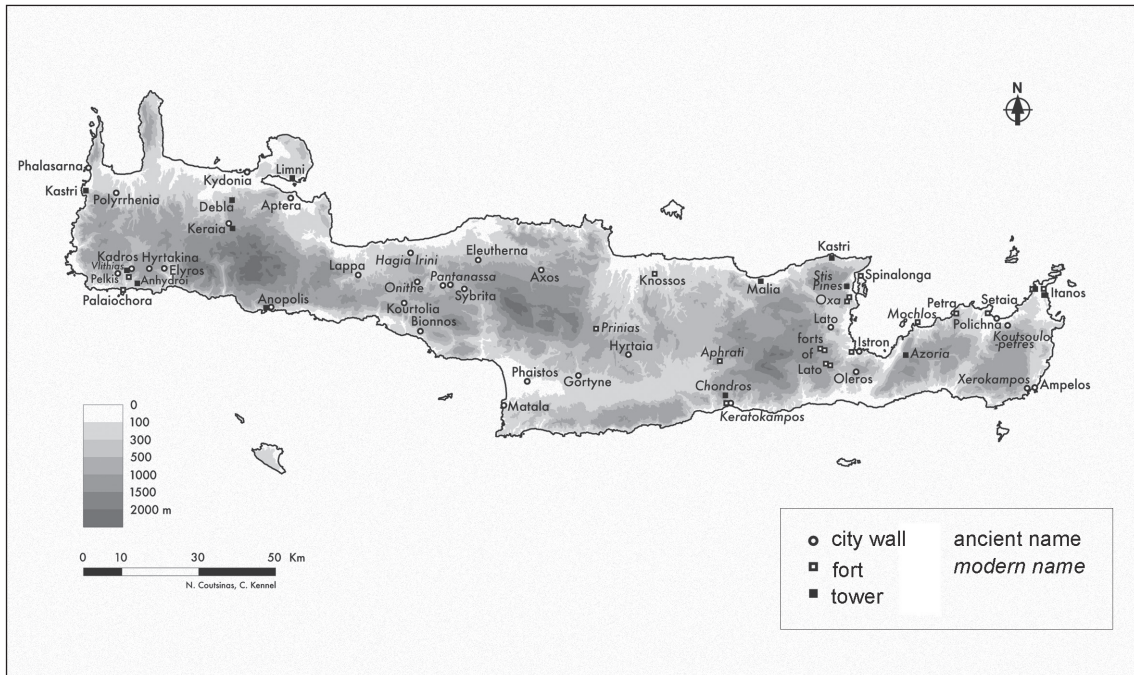 N
Phalasarna
Kastri
Polyrrhenia
Kydonia
Limni
Debla
Aptera
Keraia
Kadros
Hyrtakina
Vlithias
Elyros
Pelkis
Anhydroi
Palaiochora
Anopolis
Lappa
Hagia Irini
Eleutherna
Onithe
Pantanassa
Sybrita
Axos
Kourtolia
Bionnos
Knossos
Prinias
Hyrtaia
Phaistos
Gortyne
Matala
Malia
Kastri
Stis
Pines
Spinalonga
Oxa
Lato
Aphrati
forts
of
Lato
Istron
Oleros
Chondros
Keratokampos
Mochlos
Petra
Setaia
Itanos
Polichna
Koutsoulo
-petres
Azoria
Xerokampos
Ampelos
0
100
300
500
1000
1500
2000 m
0 10 30 50 Km
N. Coutsinas, C. Kennel
city wall ancient name
fort modern name
tower